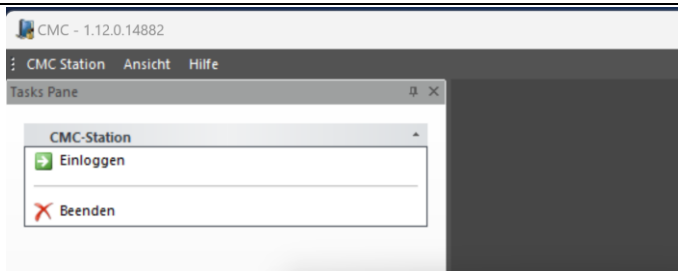 CMC - 1.12.0.14882
CMC Station Ansicht Hilfe
Tasks Pane
CMC-Station
Einloggen
Beenden